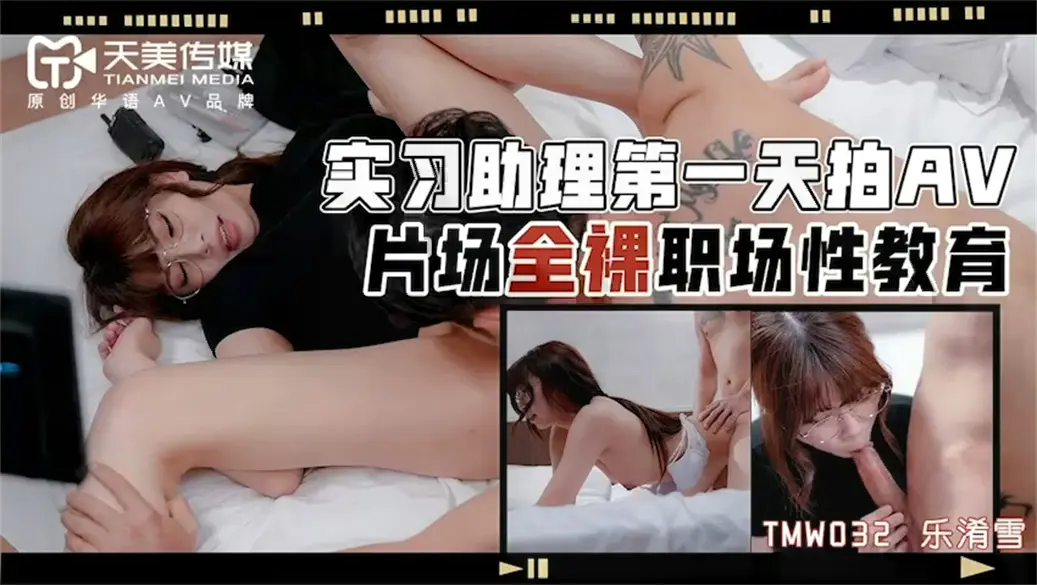 天美传媒
TIANMEI MEDIA
原创华语AV品牌
实习助理第一天拍AV
片场全裸职场性教育
TMW032 乐淆雪